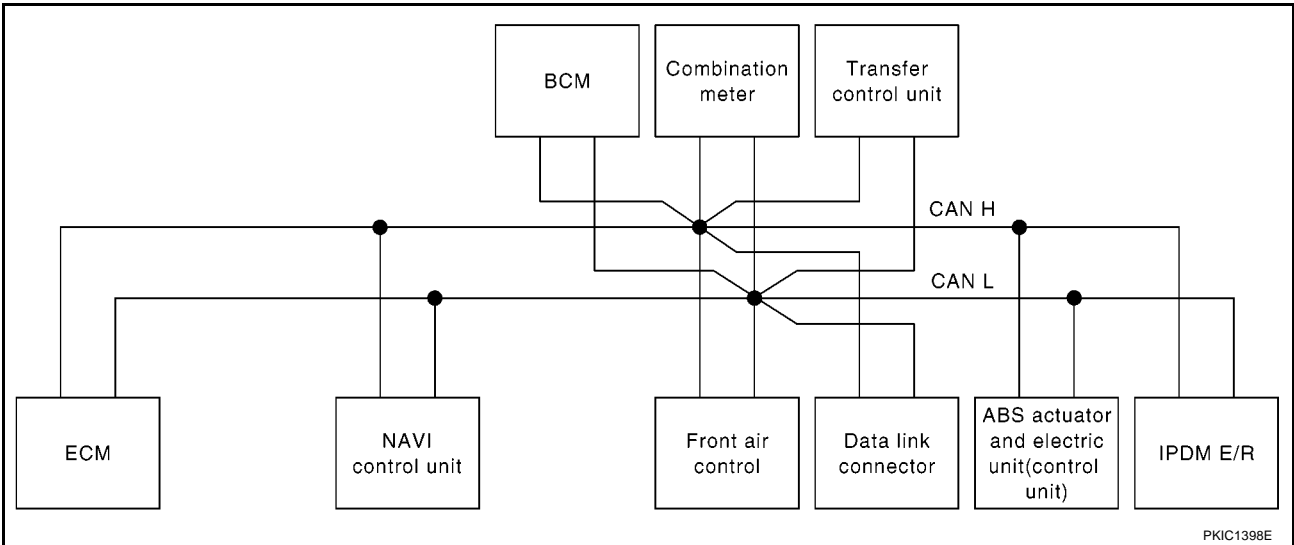 BCM
Combination
meter
Transfer
control unit
CAN H
CAN L
ECM
NAVI
control unit
Front air
control
Data link
connector
ABS actuator
and electric
unit(control
unit)
IPDM E/R
PKIC1398E